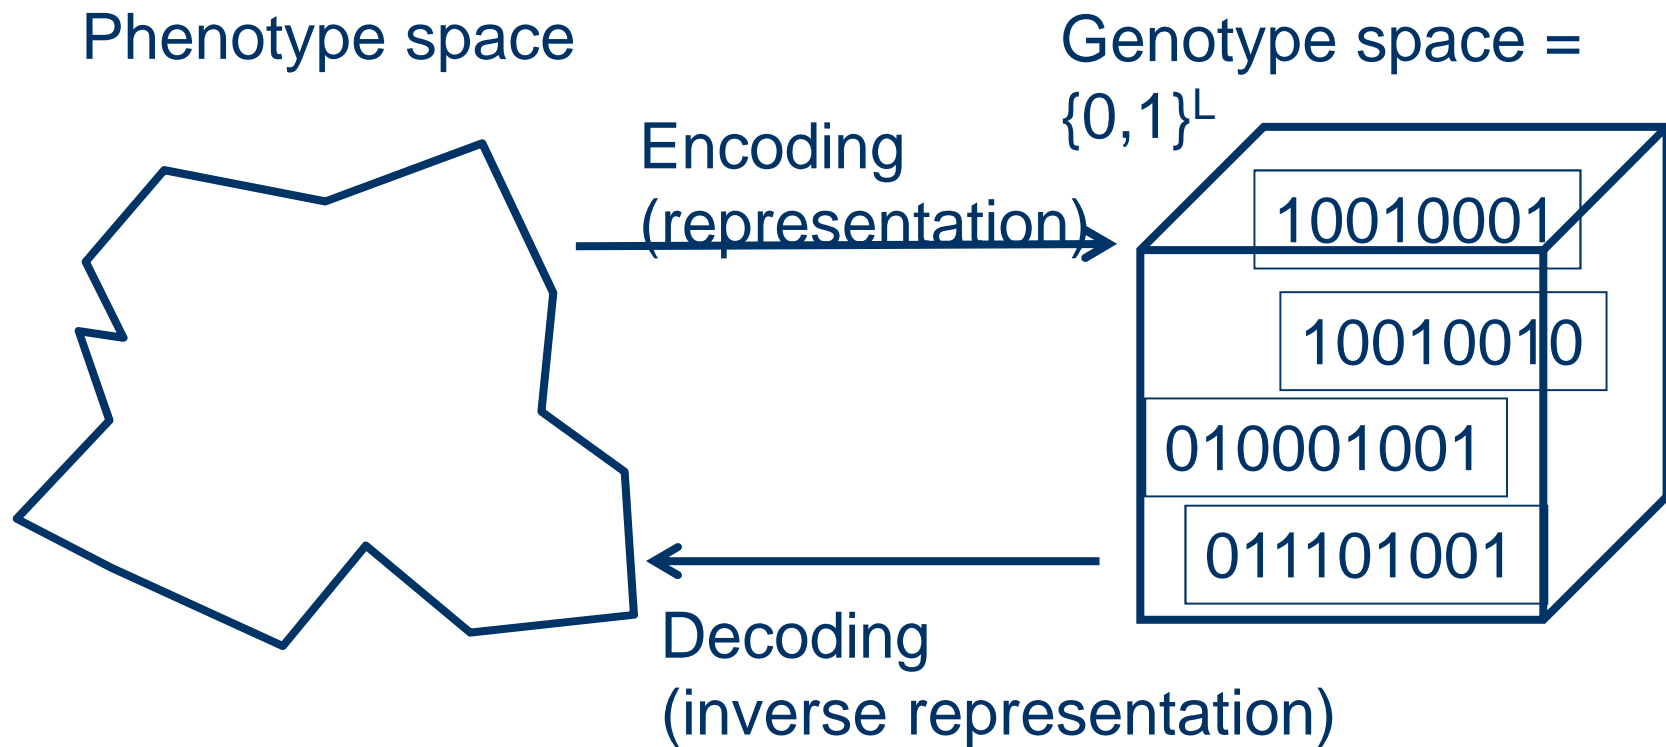 Phenotype space
Genotype space =
{0,1}ᴸ
Encoding
(representation)
10010001
10010010
010001001
011101001
Decoding
(inverse representation)